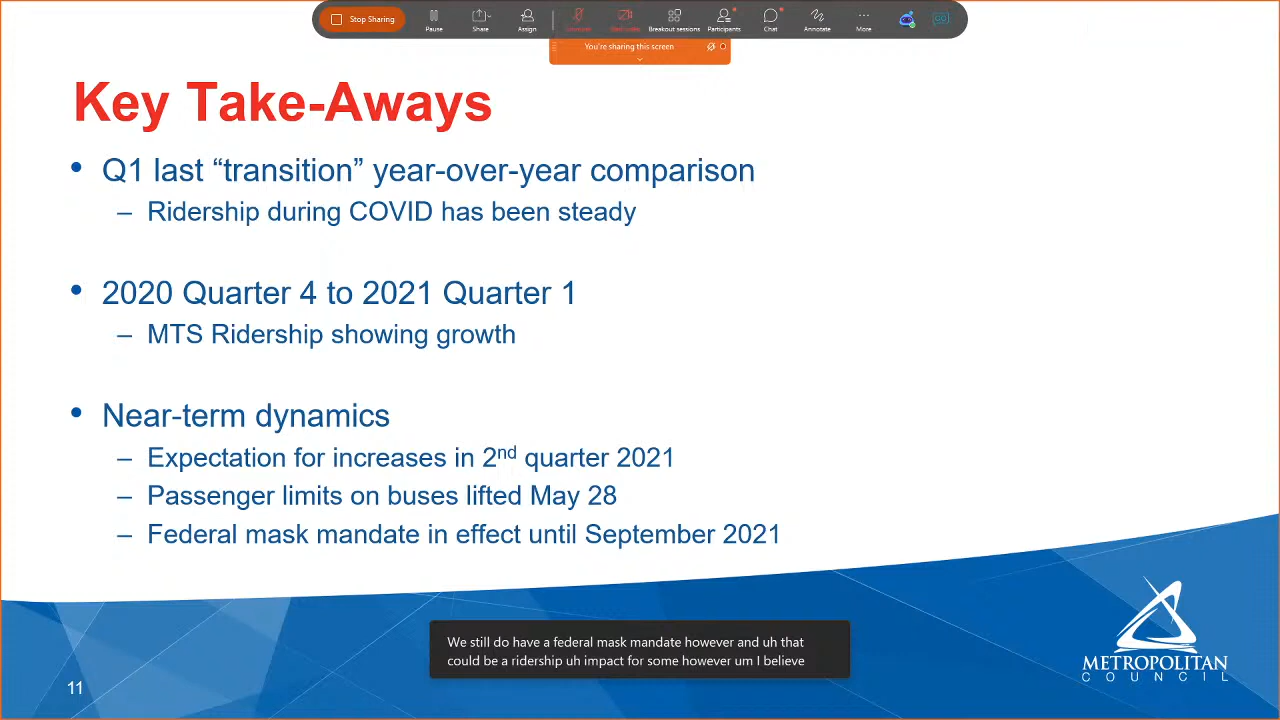 Stop Sharing
Pause
Share
Assign
Breakout sessions
Participants
Chat
Annotate
More
You're sharing this screen
Key Take-Aways
• Q1 last “transition” year-over-year comparison
– Ridership during COVID has been steady
• 2020 Quarter 4 to 2021 Quarter 1
– MTS Ridership showing growth
• Near-term dynamics
– Expectation for increases in 2nd quarter 2021
– Passenger limits on buses lifted May 28
– Federal mask mandate in effect until September 2021
We still do have a federal mask mandate however and uh that
could be a ridership uh impact for some however um I believe
METROPOLITAN
COUNCIL
11